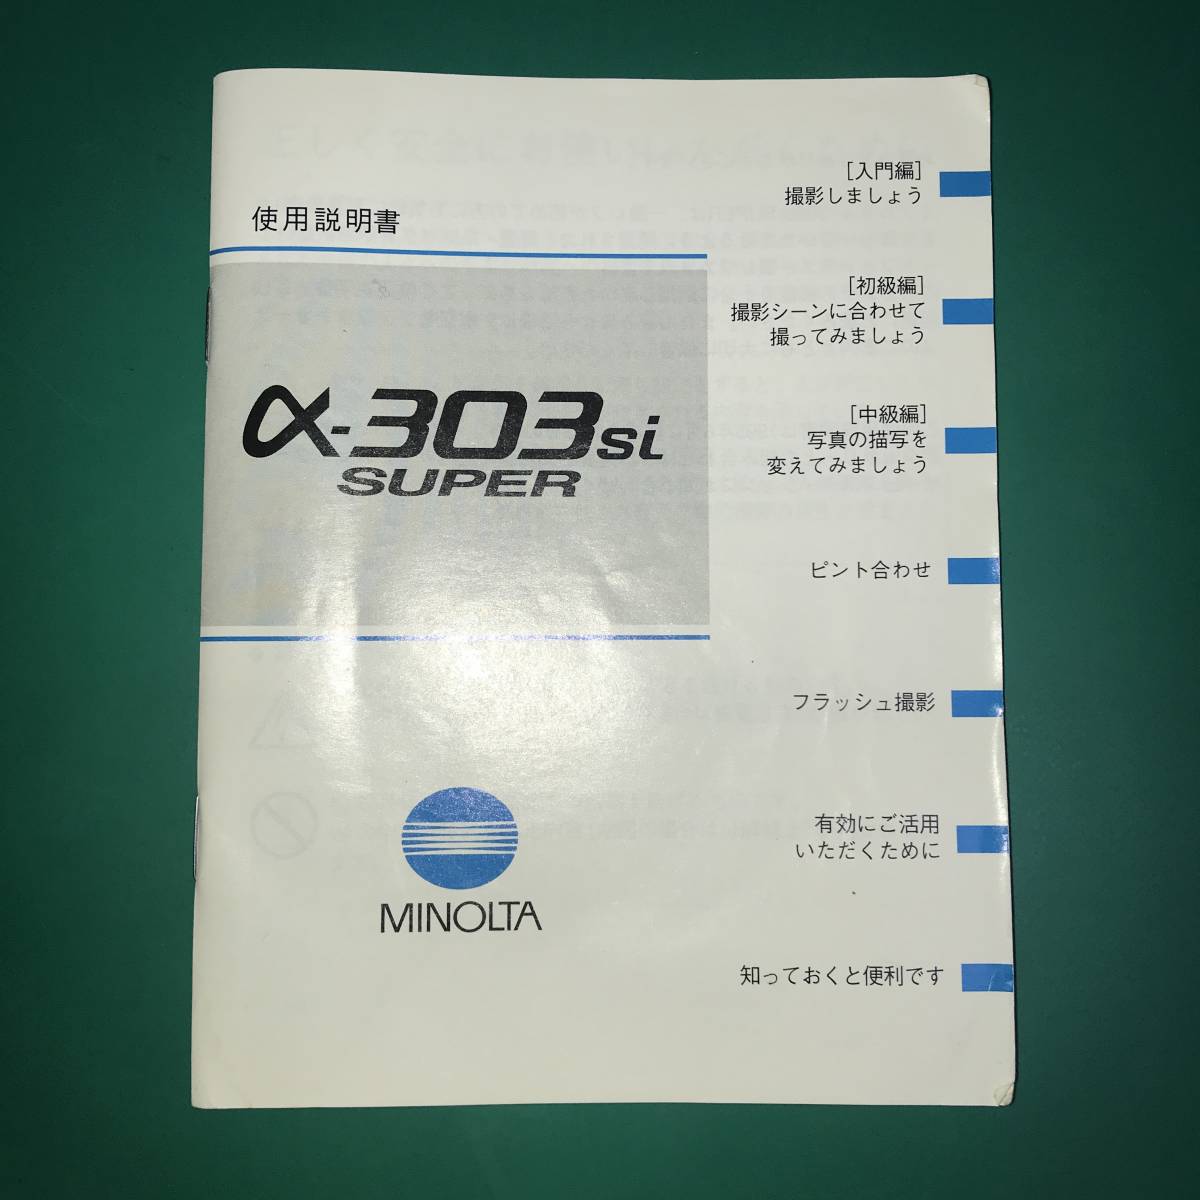 使用説明書
α-303si
SUPER
MINOLTA
[入門編]
撮影しましょう
[初級編]
撮影シーンに合わせて
撮ってみましょう
[中級編]
写真の描写を
変えてみましょう
ピント合わせ
フラッシュ撮影
有効にご活用
いただくために
知っておくと便利です